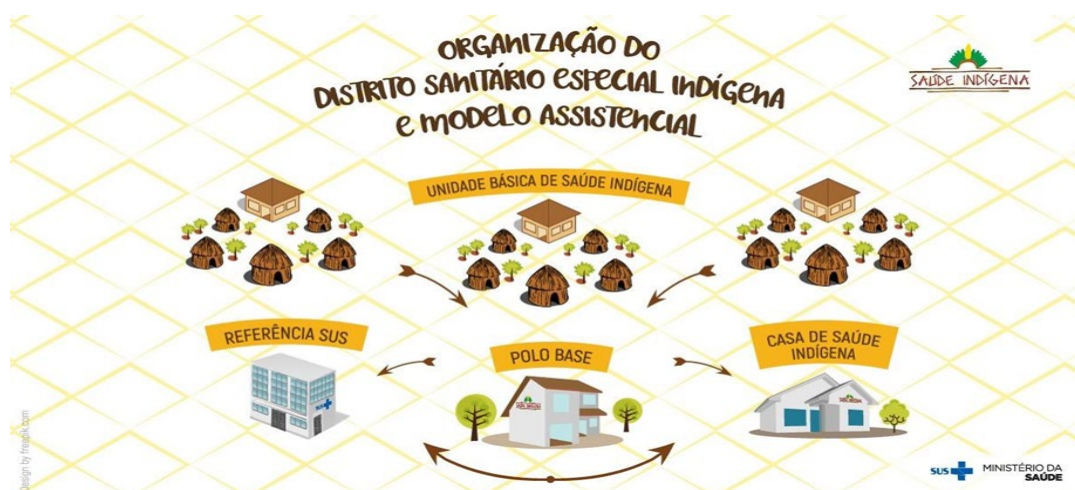 ORGANIZAÇÃO DO
DISTRITO SANITÁRIO ESPECIAL INDÍGENA
E MODELO ASSISTENCIAL
SAÚDE INDÍGENA
UNIDADE BÁSICA DE SAÚDE INDÍGENA
REFERÊNCIA SUS
POLO BASE
CASA DE SAÚDE
INDÍGENA
SUS
Design by freepik.com
SUS
MINISTÉRIO DA
SAÚDE